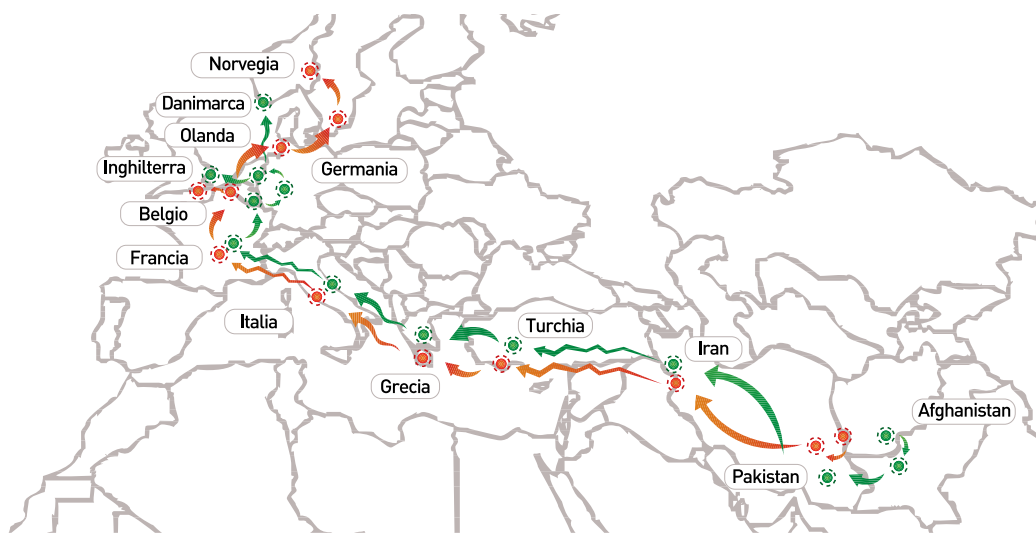 Norvegia
Danimarca
Olanda
Inghilterra
Germania
Belgio
Francia
Italia
Turchia
Iran
Grecia
Afghanistan
Pakistan